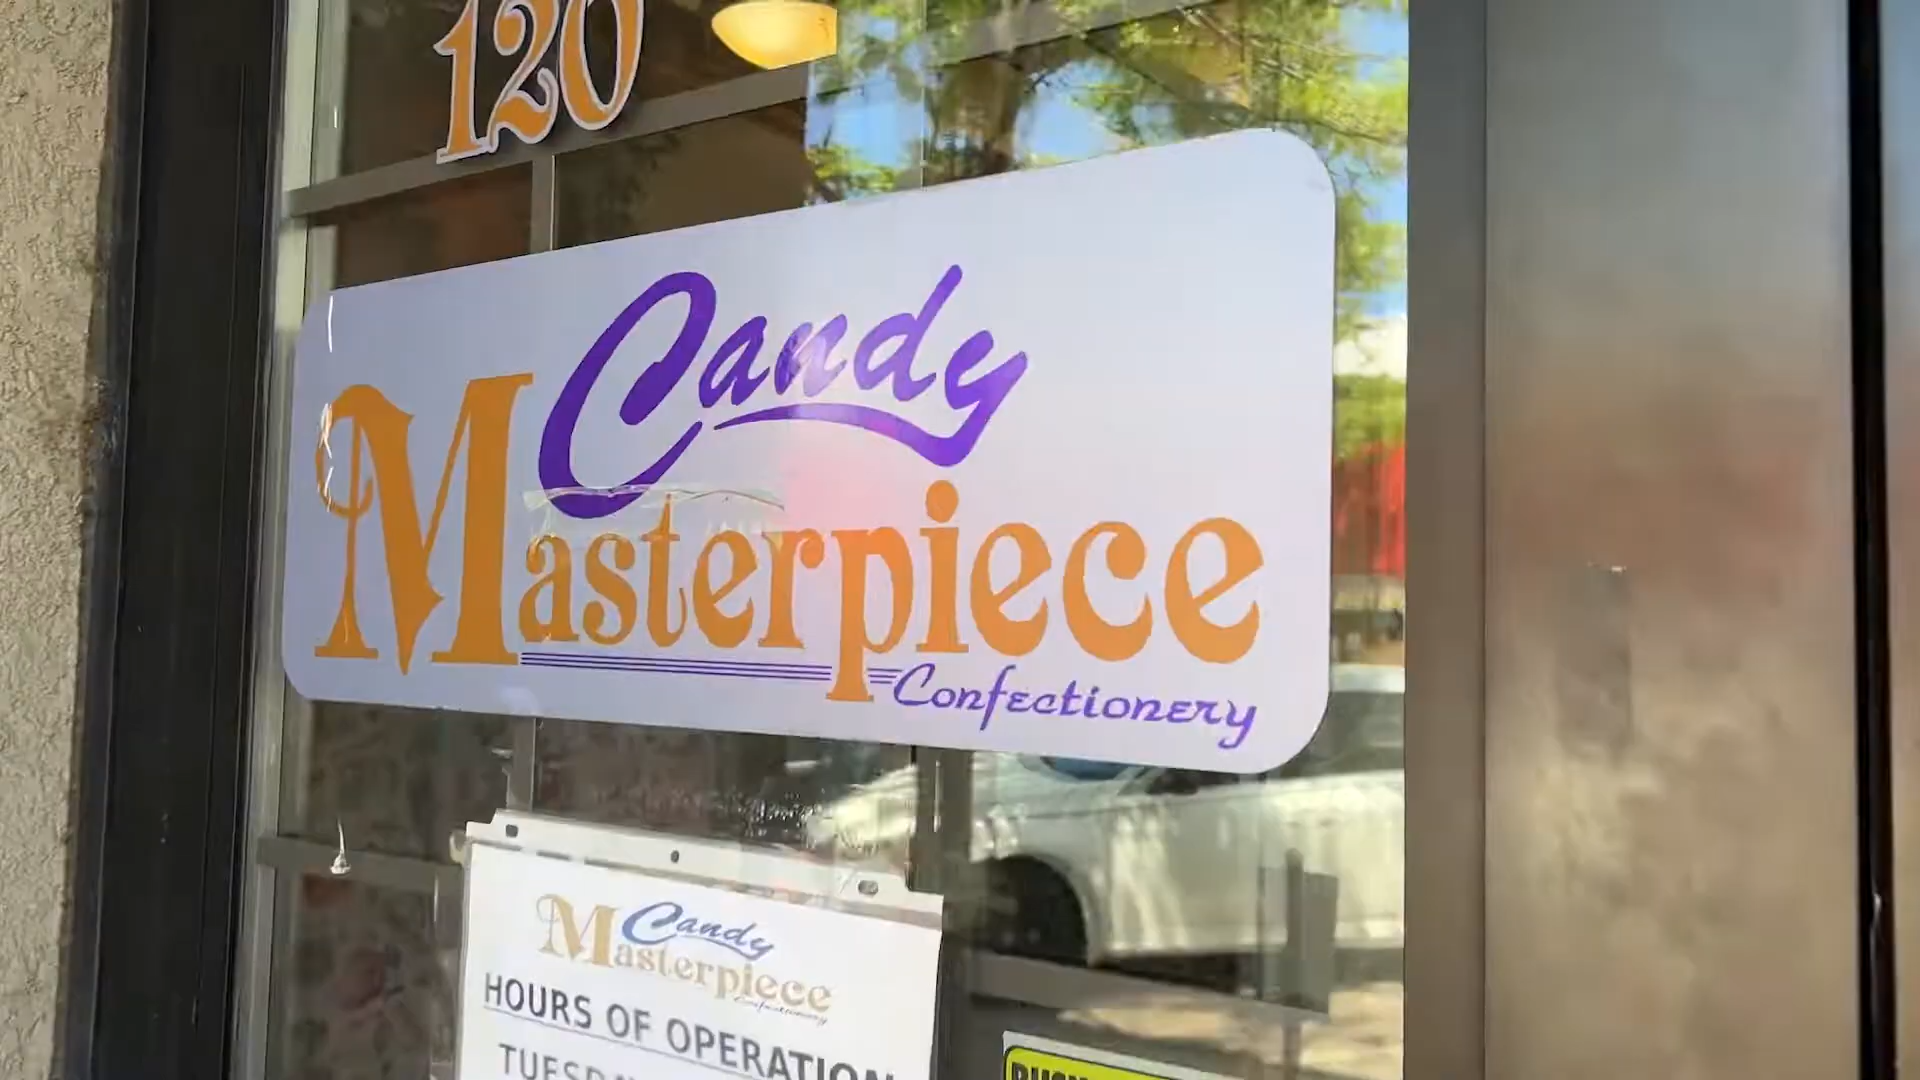 120
Candy
Masterpiece
Confectionery
Candy
Masterpiece
Confectionery
HOURS OF OPERATION